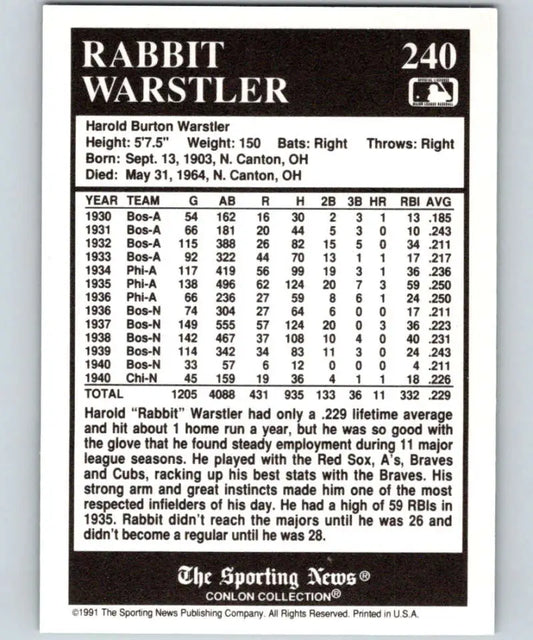 RABBIT 240
WARSTLER
Harold Burton Warstler
Height: 5'7.5" Weight: 150 Bats: Right Throws: Right
Born: Sept. 13, 1903, N. Canton, OH
Died: May 31, 1964, N. Canton, OH
YEAR TEAM G AB R H 2B 3B HR RBI AVG
1930 Bos-A 54 162 16 30 2 3 1 13 .185
1931 Bos-A 66 181 20 44 5 3 0 10 .243
1932 Bos-A 115 388 26 82 15 5 0 34 .211
1933 Bos-A 92 322 44 70 13 1 1 17 .217
1934 Phi-A 117 419 56 99 19 3 1 36 .236
1935 Phi-A 138 496 62 124 20 7 3 59 .250
1936 Phi-A 66 236 27 59 8 6 1 24 .250
1936 Bos-N 74 304 27 64 6 0 0 17 .211
1937 Bos-N 149 555 57 124 20 0 3 36 .223
1938 Bos-N 142 467 37 108 10 4 0 40 .231
1939 Bos-N 114 342 34 83 11 3 0 24 .243
1940 Bos-N 33 57 6 12 0 0 0 4 .211
1940 Chi-N 45 159 19 36 4 1 1 18 .226
TOTAL 1205 4088 431 935 133 36 11 332 .229
Harold "Rabbit" Warstler had only a .229 lifetime average
and hit about 1 home run a year, but he was so good with
the glove that he found steady employment during 11 major
league seasons. He played with the Red Sox, A's, Braves
and Cubs, racking up his best stats with the Braves. His
strong arm and great instincts made him one of the most
respected infielders of his day. He had a high of 59 RBIs in
1935. Rabbit didn't reach the majors until he was 26 and
didn't become a regular until he was 28.
The Sporting News®
CONLON COLLECTION®
©1991 The Sporting News Publishing Company. All Rights Reserved. Printed in U.S.A.